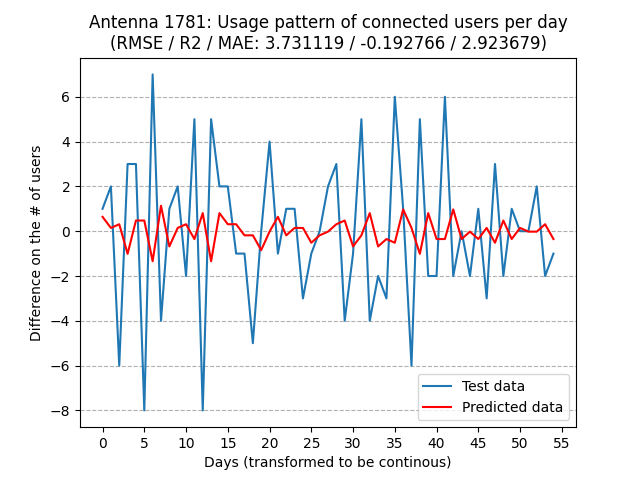 Antenna 1781: Usage pattern of connected users per day
(RMSE / R2 / MAE: 3.731119 / -0.192766 / 2.923679)
Difference on the # of users
6
4
2
0
−2
−4
−6
−8
Test data
Predicted data
0 5 10 15 20 25 30 35 40 45 50 55
Days (transformed to be continous)